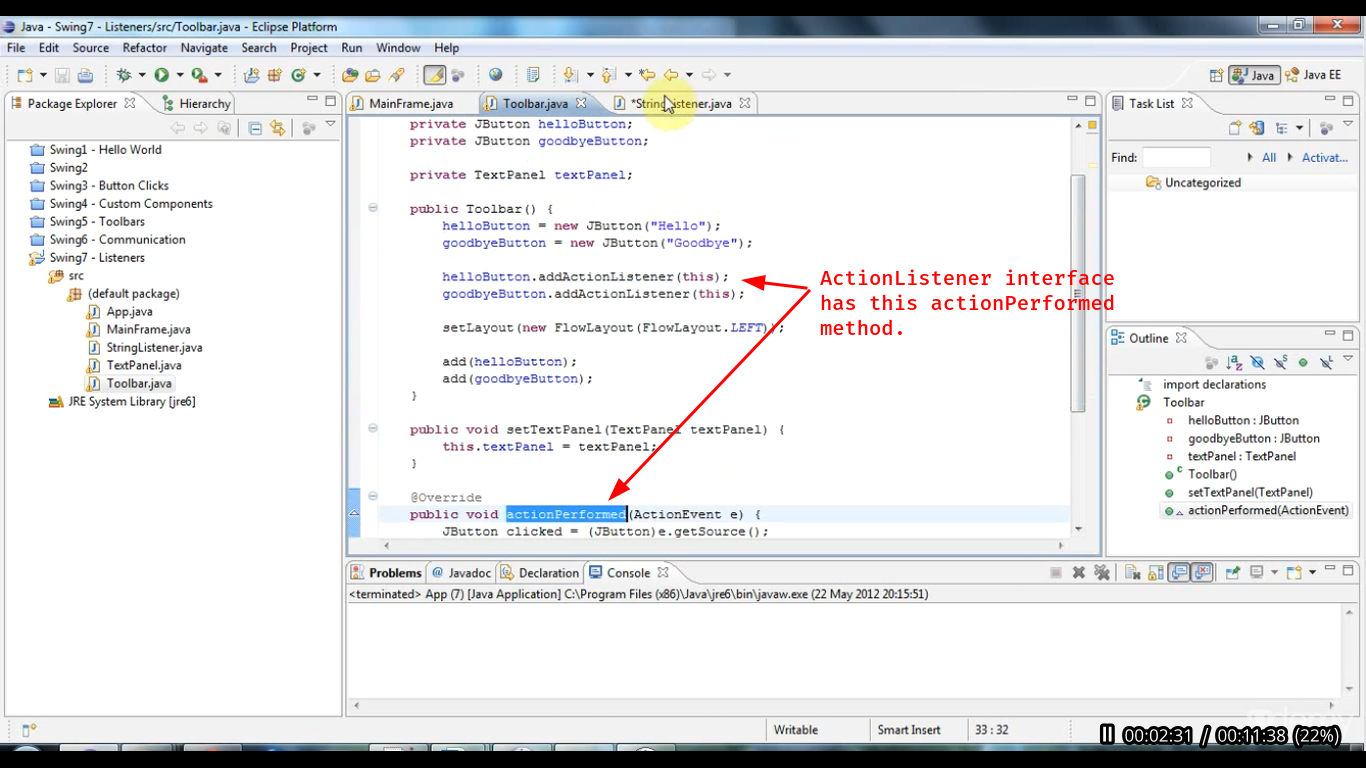 Java - Swing7 - Listeners/src/Toolbar.java - Eclipse Platform
File Edit Source Refactor Navigate Search Project Run Window Help
Java Java EE
Package Explorer Hierarchy
Swing1 - Hello World
Swing2
Swing3 - Button Clicks
Swing4 - Custom Components
Swing5 - Toolbars
Swing6 - Communication
Swing7 - Listeners
src
(default package)
App.java
MainFrame.java
StringListener.java
TextPanel.java
Toolbar.java
JRE System Library [jre6]
MainFrame.java Toolbar.java *StringListener.java
private JButton helloButton;
private JButton goodbyeButton;
private TextPanel textPanel;
public Toolbar() {
helloButton = new JButton("Hello");
goodbyeButton = new JButton("Goodbye");
helloButton.addActionListener(this);
goodbyeButton.addActionListener(this);
setLayout(new FlowLayout(FlowLayout.LEFT));
add(helloButton);
add(goodbyeButton);
}
public void setTextPanel(TextPanel textPanel) {
this.textPanel = textPanel;
}
@Override
public void actionPerformed(ActionEvent e) {
JButton clicked = (JButton)e.getSource();
ActionListener interface
has this actionPerformed
method.
Task List
Find: All Activat...
Uncategorized
Outline
import declarations
Toolbar
helloButton : JButton
goodbyeButton : JButton
textPanel : TextPanel
Toolbar()
setTextPanel(TextPanel)
actionPerformed(ActionEvent)
Problems @ Javadoc Declaration Console
<terminated> App (7) [Java Application] C:\Program Files (x86)\Java\jre6\bin\javaw.exe (22 May 2012 20:15:51)
Writable Smart Insert 33 : 32
udemy
00:02:31 / 00:11:38 (22%)